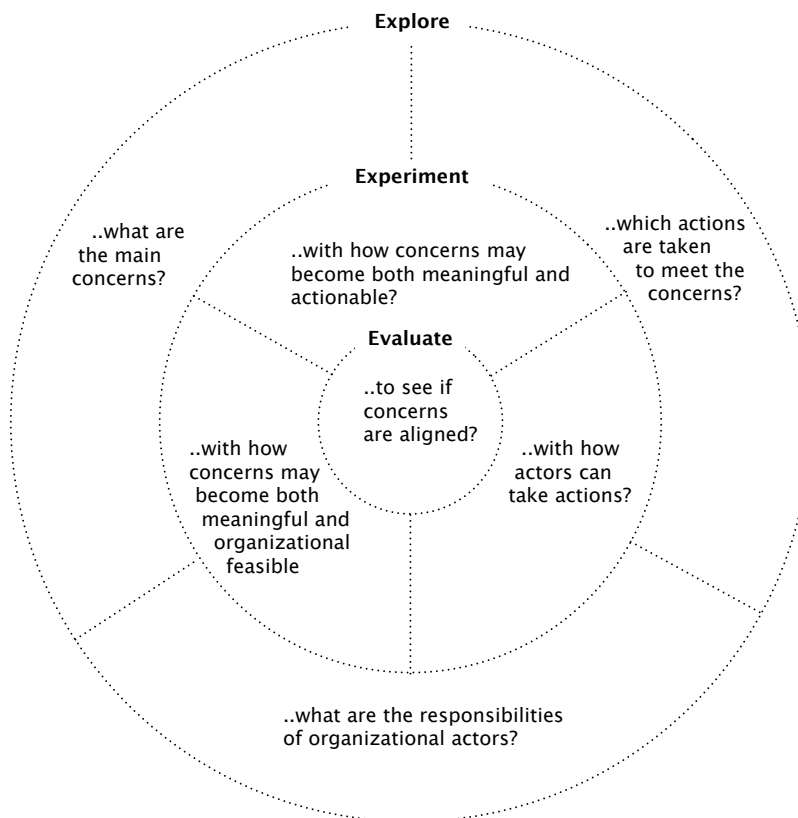 Explore
Experiment
..what are
the main
concerns?
..which actions
are taken
to meet the
concerns?
..with how concerns may
become both meaningful and
actionable?
Evaluate
..to see if
concerns
are aligned?
..with how
concerns may
become both
meaningful and
organizational
feasible
..with how
actors can
take actions?
..what are the responsibilities
of organizational actors?